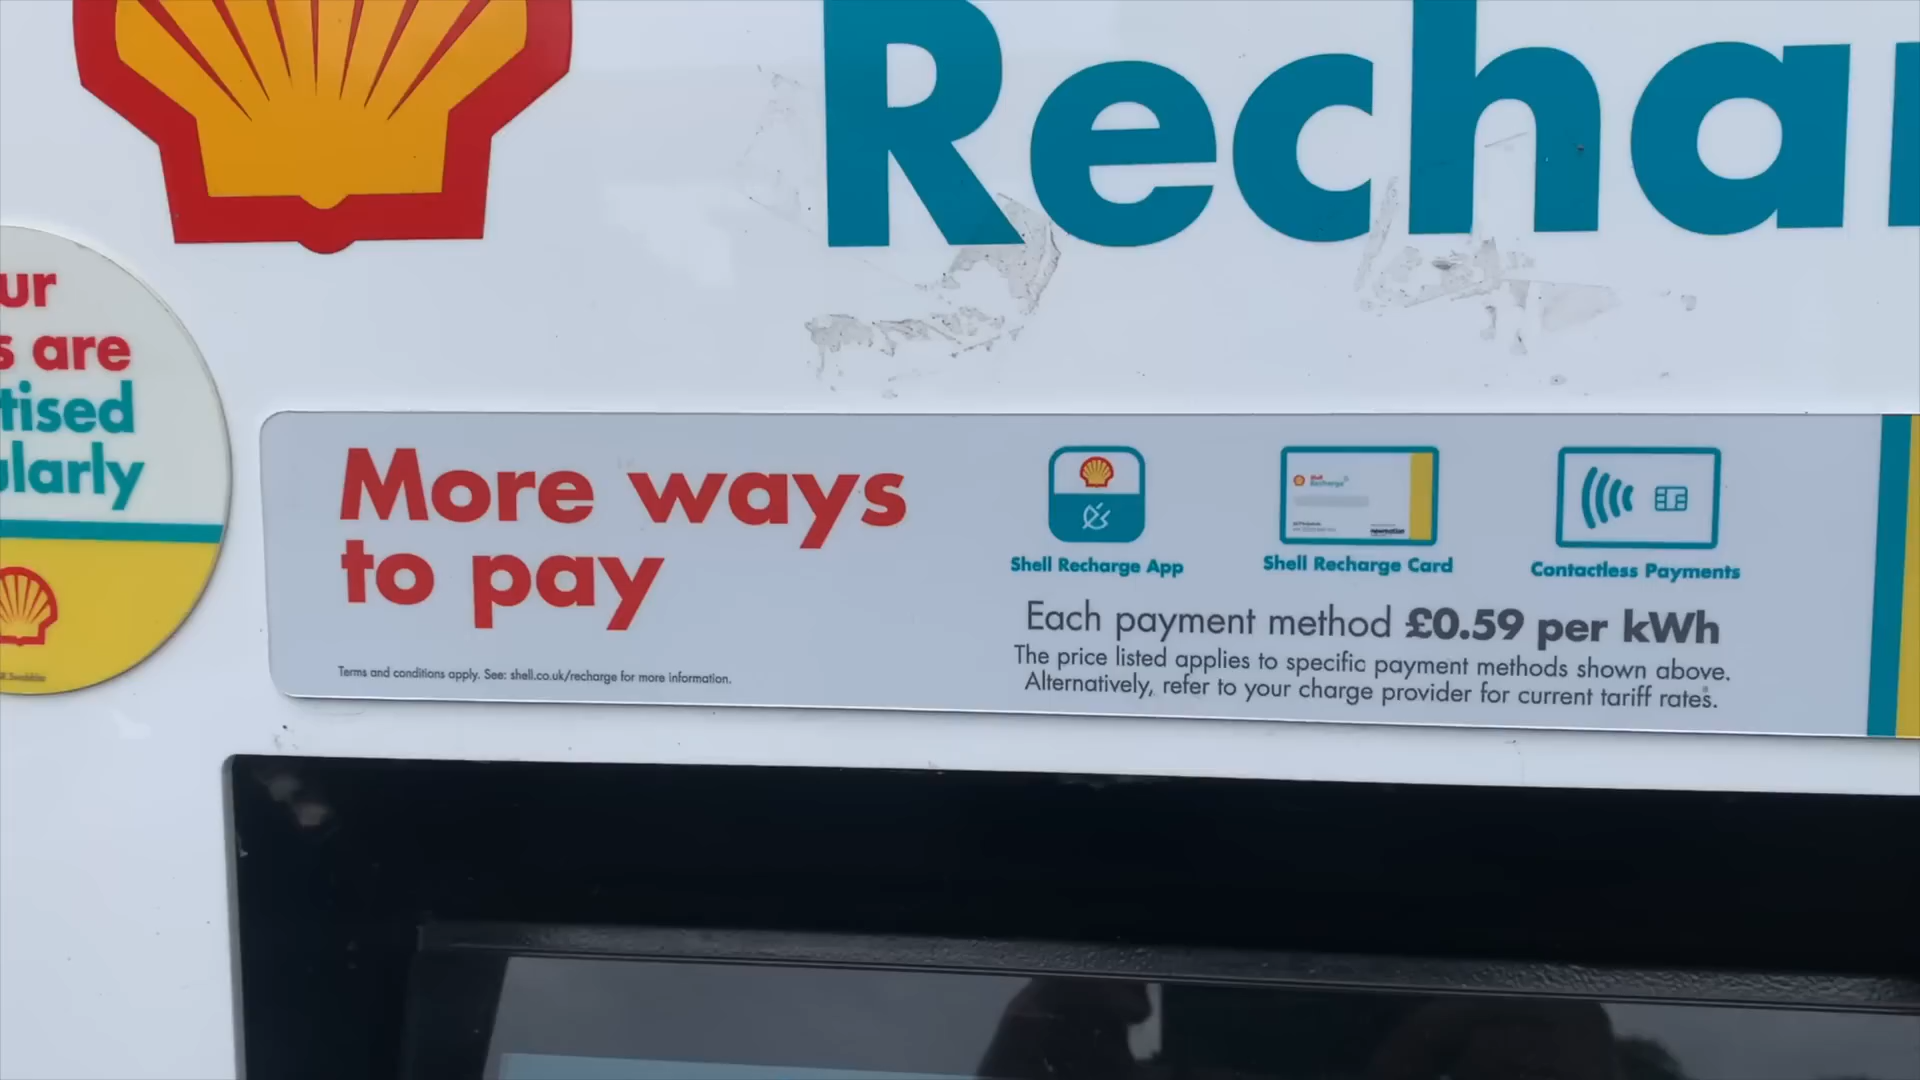 Rechar
ur
s are
tised
ularly
More ways
to pay
Terms and conditions apply. See: shell.co.uk/recharge for more information.
Shell Recharge App
Shell Recharge Card
Contactless Payments
Each payment method £0.59 per kWh
The price listed applies to specific payment methods shown above.
Alternatively, refer to your charge provider for current tariff rates.